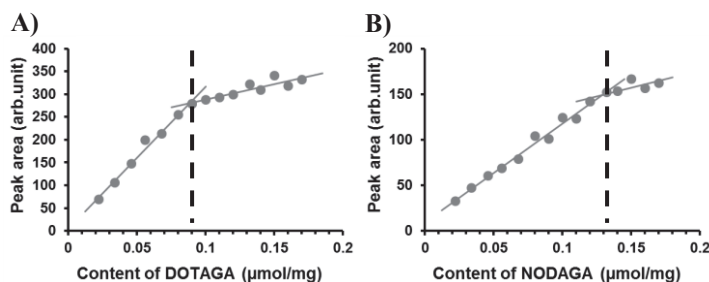 A)
Peak area (arb.unit)
400
350
300
250
200
150
100
50
0
0 0.05 0.1 0.15 0.2
Content of DOTAGA (μmol/mg)
B)
Peak area (arb.unit)
200
150
100
50
0
0 0.05 0.1 0.15 0.2
Content of NODAGA (μmol/mg)